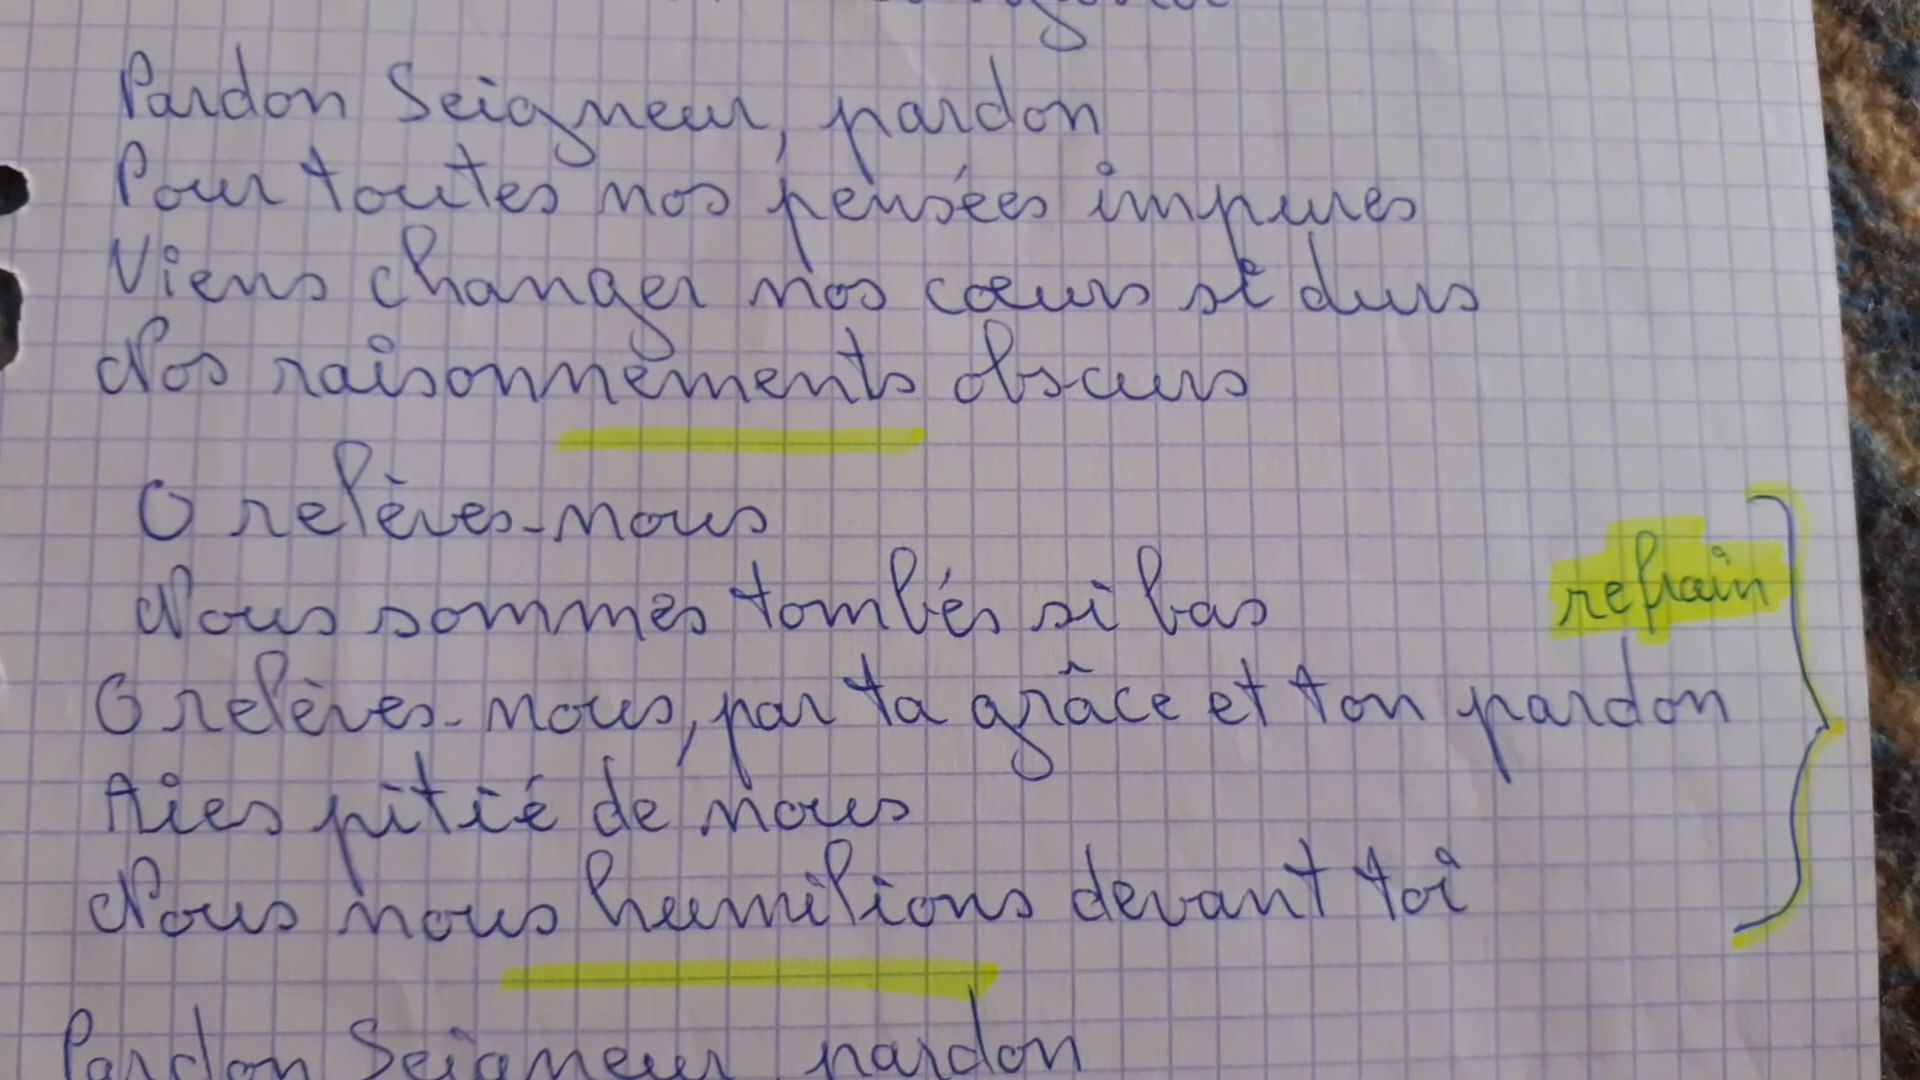 Pardon Seigneur, pardon
Pour toutes nos pensées impures
Viens changer nos cœurs si durs
Nos raisonnements obscurs
O relèves-nous
Nous sommes tombés si bas
refrain
O relèves-nous, par ta grâce et ton pardon
Aies pitié de nous
Nous nous humilions devant toi
Pardon Seigneur pardon